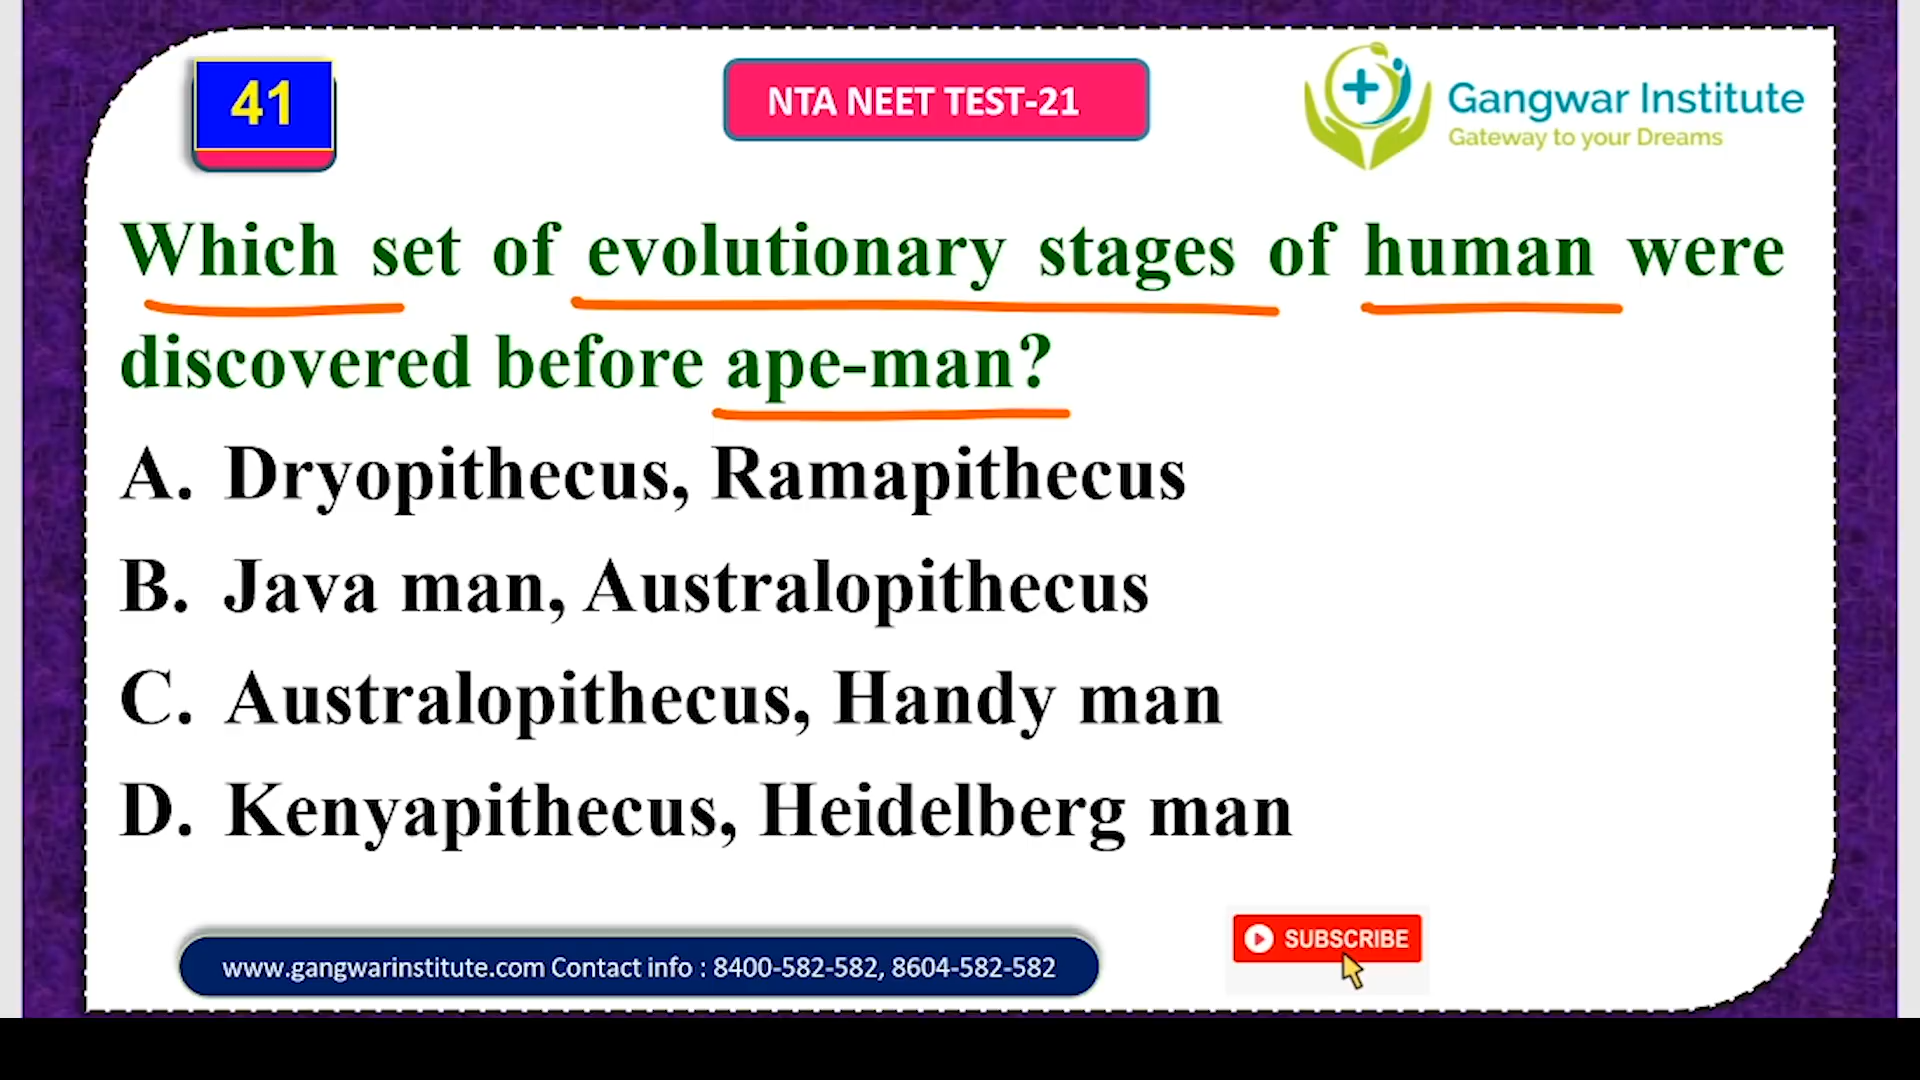 41
NTA NEET TEST-21
Gangwar Institute
Gateway to your Dreams
Which set of evolutionary stages of human were
discovered before ape-man?
A. Dryopithecus, Ramapithecus
B. Java man, Australopithecus
C. Australopithecus, Handy man
D. Kenyapithecus, Heidelberg man
www.gangwarinstitute.com Contact info : 8400-582-582, 8604-582-582
SUBSCRIBE